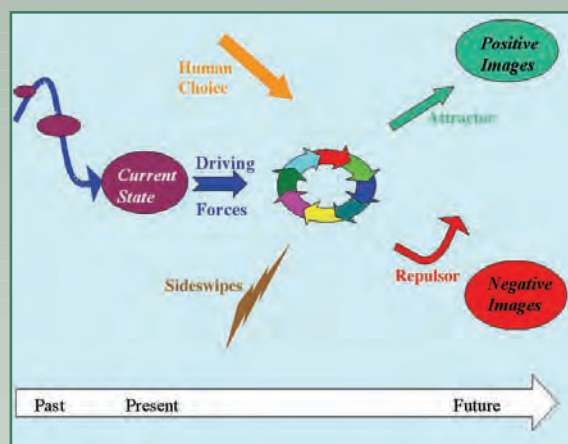 Human
Choice
Positive
Images
Attractor
Current
State
Driving
Forces
Sideswipes
Repulsor
Negative
Images
Past Present Future